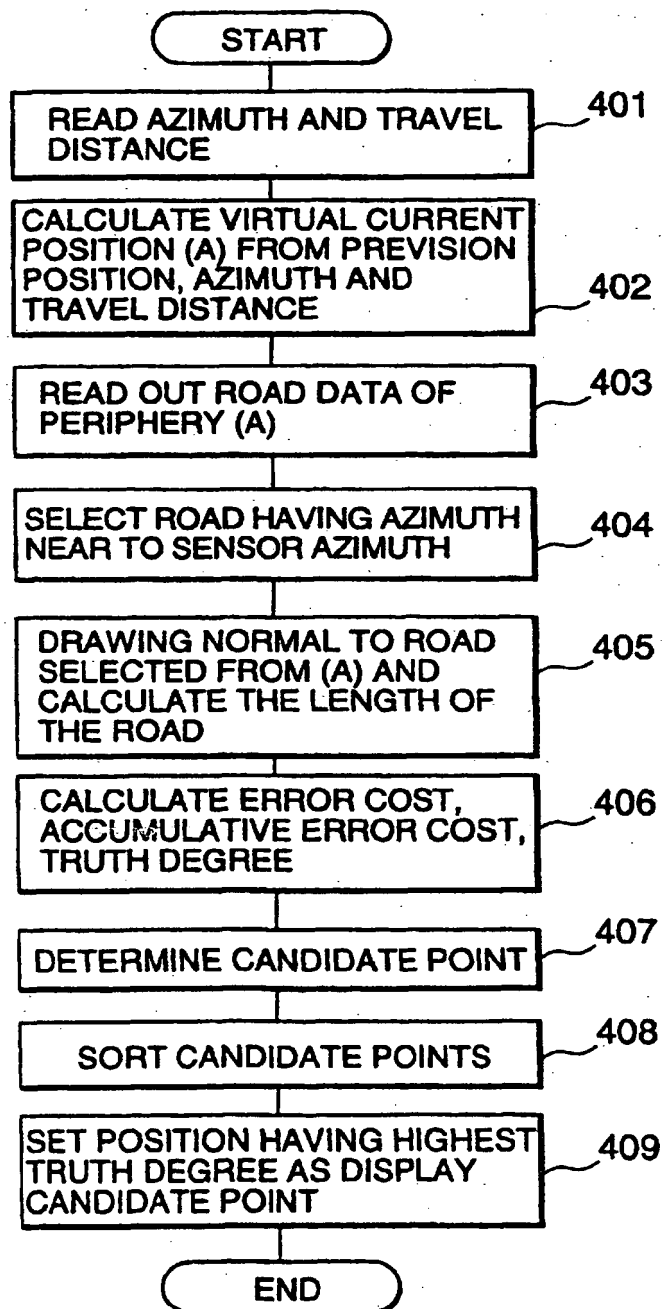 START
READ AZIMUTH AND TRAVEL
DISTANCE
401
CALCULATE VIRTUAL CURRENT
POSITION (A) FROM PREVISION
POSITION, AZIMUTH AND
TRAVEL DISTANCE
402
READ OUT ROAD DATA OF
PERIPHERY (A)
403
SELECT ROAD HAVING AZIMUTH
NEAR TO SENSOR AZIMUTH
404
DRAWING NORMAL TO ROAD
SELECTED FROM (A) AND
CALCULATE THE LENGTH OF
THE ROAD
405
CALCULATE ERROR COST,
ACCUMULATIVE ERROR COST,
TRUTH DEGREE
406
DETERMINE CANDIDATE POINT
407
SORT CANDIDATE POINTS
408
SET POSITION HAVING HIGHEST
TRUTH DEGREE AS DISPLAY
CANDIDATE POINT
409
END